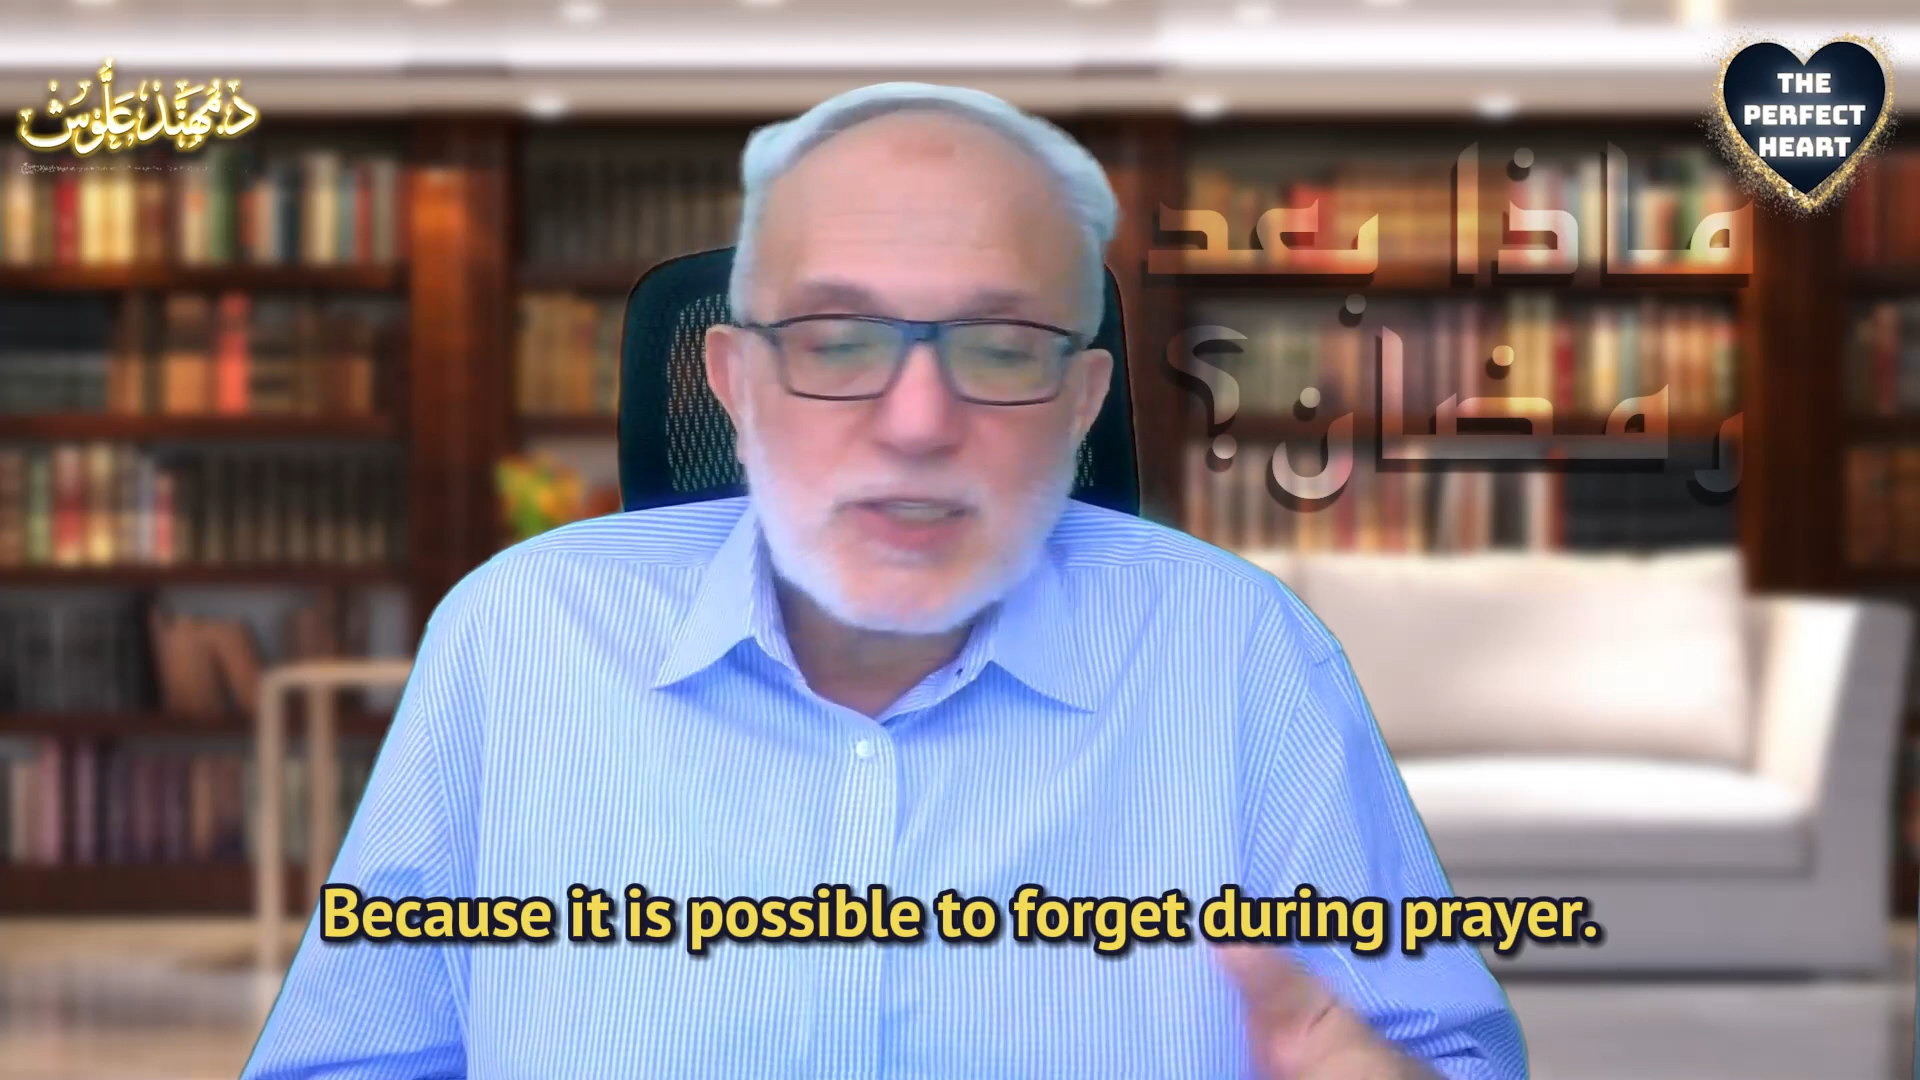 د.مهند علوش
THE
PERFECT
HEART
ماذا بعد
رمضان؟
Because it is possible to forget during prayer.